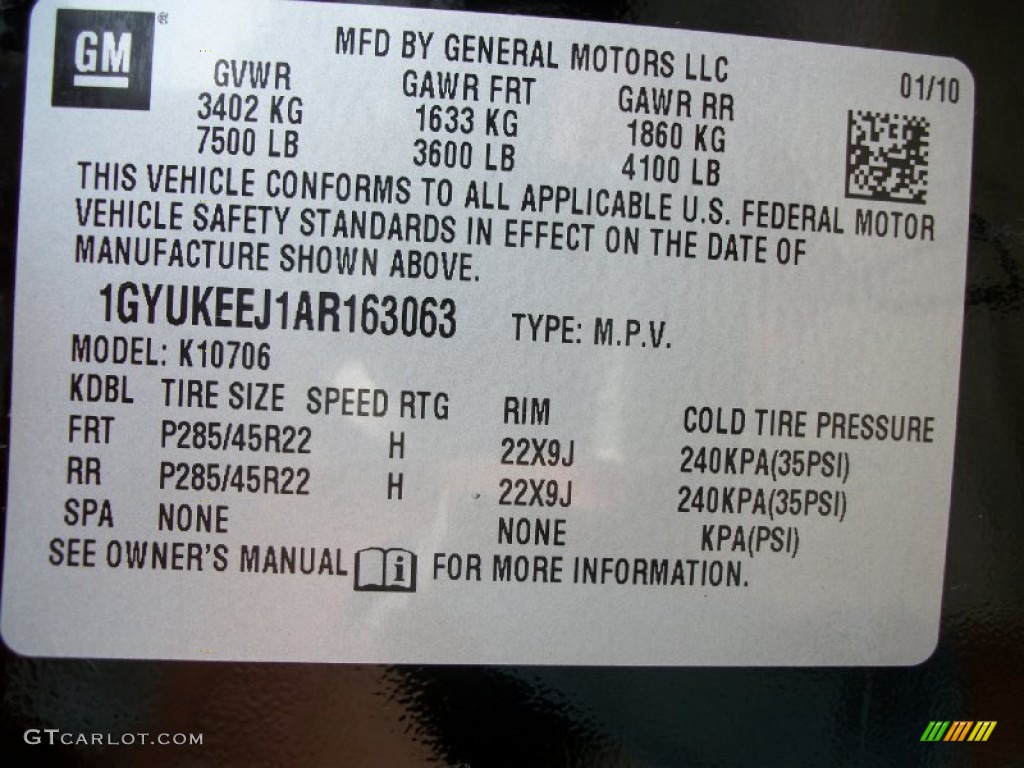 GM®
MFD BY GENERAL MOTORS LLC
01/10
GVWR GAWR FRT GAWR RR
3402 KG 1633 KG 1860 KG
7500 LB 3600 LB 4100 LB
THIS VEHICLE CONFORMS TO ALL APPLICABLE U.S. FEDERAL MOTOR
VEHICLE SAFETY STANDARDS IN EFFECT ON THE DATE OF
MANUFACTURE SHOWN ABOVE.
1GYUKEEJ1AR163063 TYPE: M.P.V.
MODEL: K10706
KDBL TIRE SIZE SPEED RTG RIM COLD TIRE PRESSURE
FRT P285/45R22 H 22X9J 240KPA(35PSI)
RR P285/45R22 H 22X9J 240KPA(35PSI)
SPA NONE NONE KPA(PSI)
SEE OWNER'S MANUAL i FOR MORE INFORMATION.
GTcarlot.com